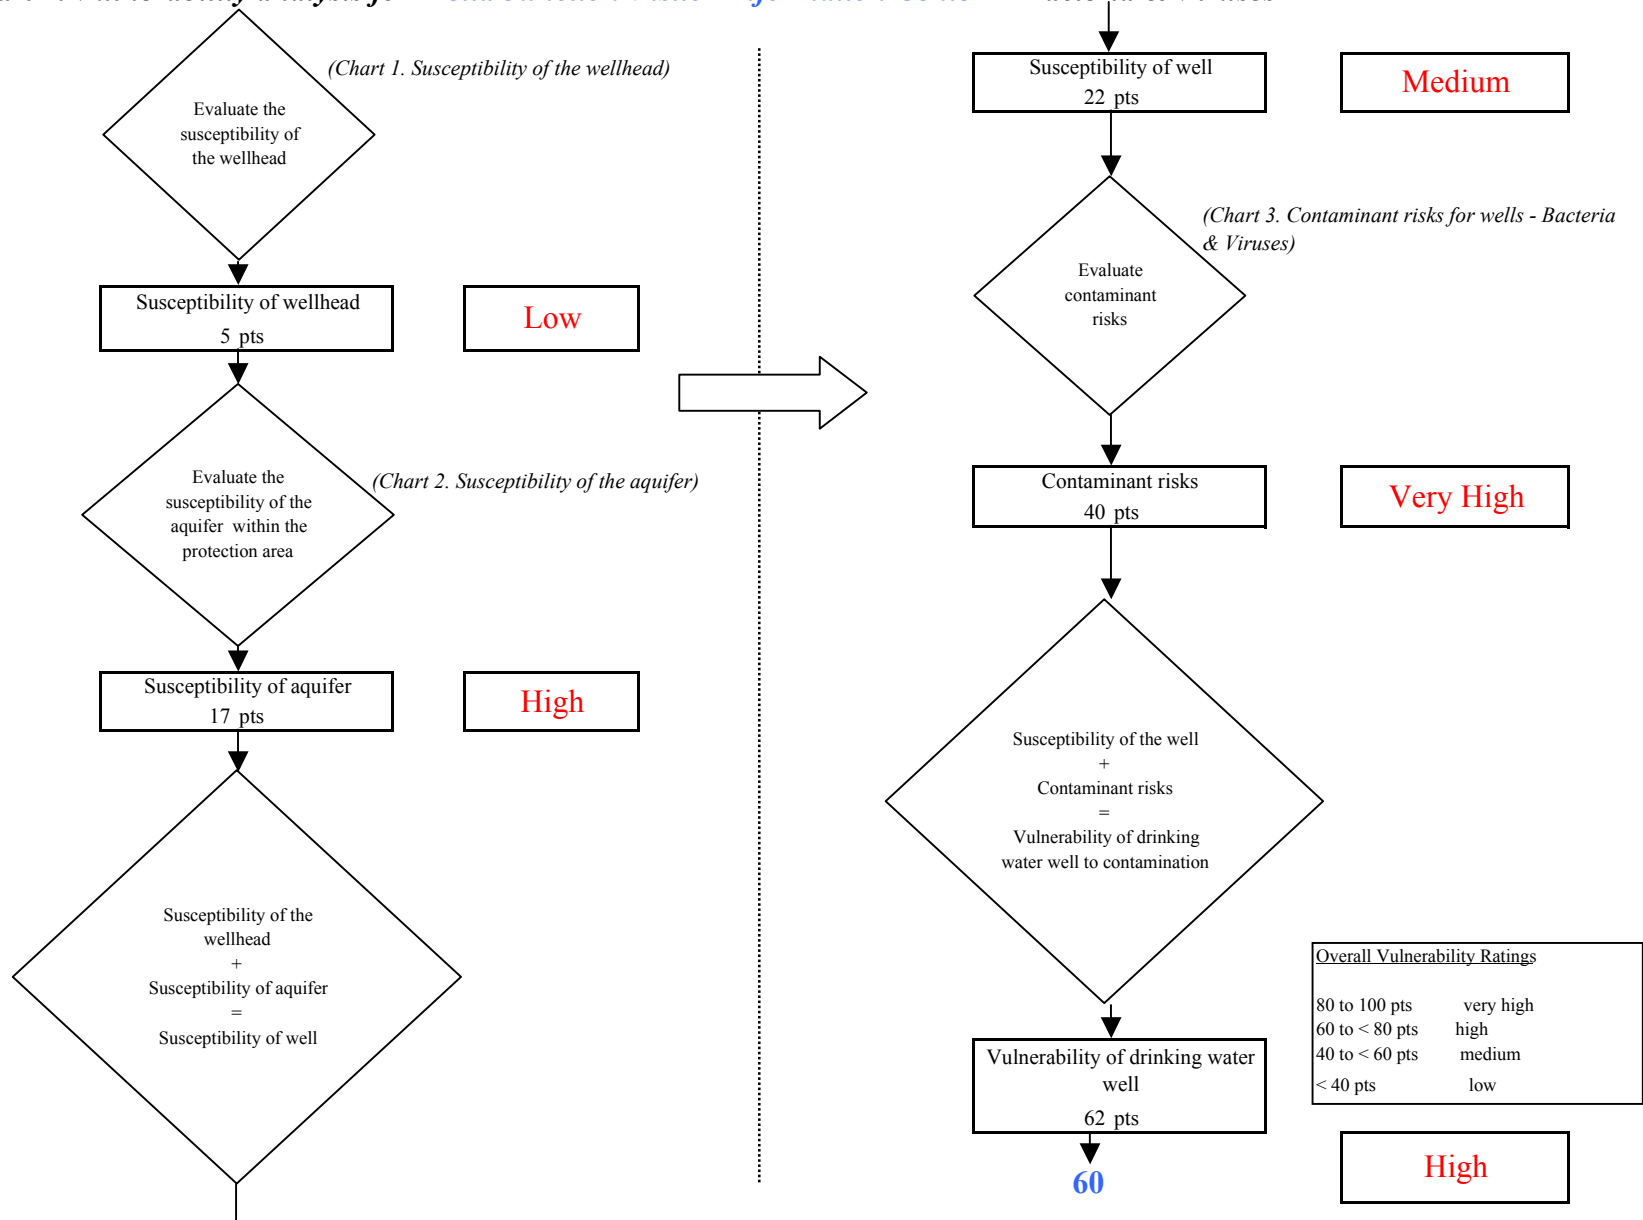 (Chart 1. Susceptibility of the wellhead)
Evaluate the
susceptibility of
the wellhead
Susceptibility of wellhead
5 pts
Low
Evaluate the
susceptibility of the
aquifer within the
protection area
(Chart 2. Susceptibility of the aquifer)
Susceptibility of aquifer
17 pts
High
Susceptibility of the
wellhead
+
Susceptibility of aquifer
=
Susceptibility of well
Susceptibility of well
22 pts
Medium
(Chart 3. Contaminant risks for wells - Bacteria
& Viruses)
Evaluate
contaminant
risks
Contaminant risks
40 pts
Very High
Susceptibility of the well
+
Contaminant risks
=
Vulnerability of drinking
water well to contamination
Overall Vulnerability Ratings
80 to 100 pts very high
60 to < 80 pts high
40 to < 60 pts medium
< 40 pts low
Vulnerability of drinking water
well
62 pts
60
High